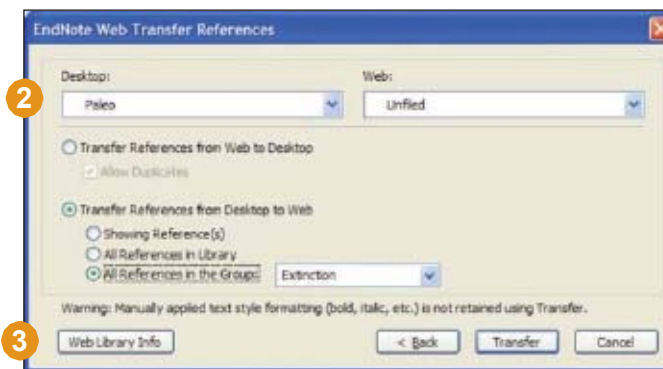 EndNote Web Transfer References
Desktop: Web:
2
Paleo Unfiled
Transfer References from Web to Desktop
Allow Duplicates
Transfer References from Desktop to Web
Showing Reference(s)
All References in Library
All References in the Group: Extinction
Warning: Manually applied text style formatting (bold, italic, etc.) is not retained using Transfer.
3
Web Library Info < Back Transfer Cancel